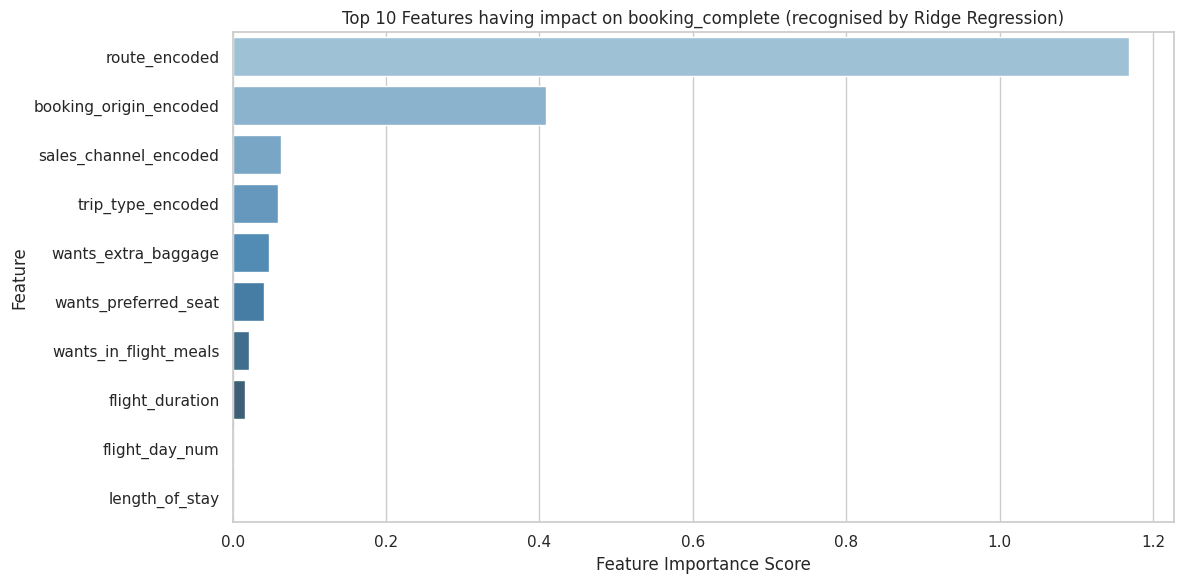 Top 10 Features having impact on booking_complete (recognised by Ridge Regression)
route_encoded
booking_origin_encoded
sales_channel_encoded
trip_type_encoded
wants_extra_baggage
wants_preferred_seat
wants_in_flight_meals
flight_duration
flight_day_num
length_of_stay
Feature
0.0 0.2 0.4 0.6 0.8 1.0 1.2
Feature Importance Score